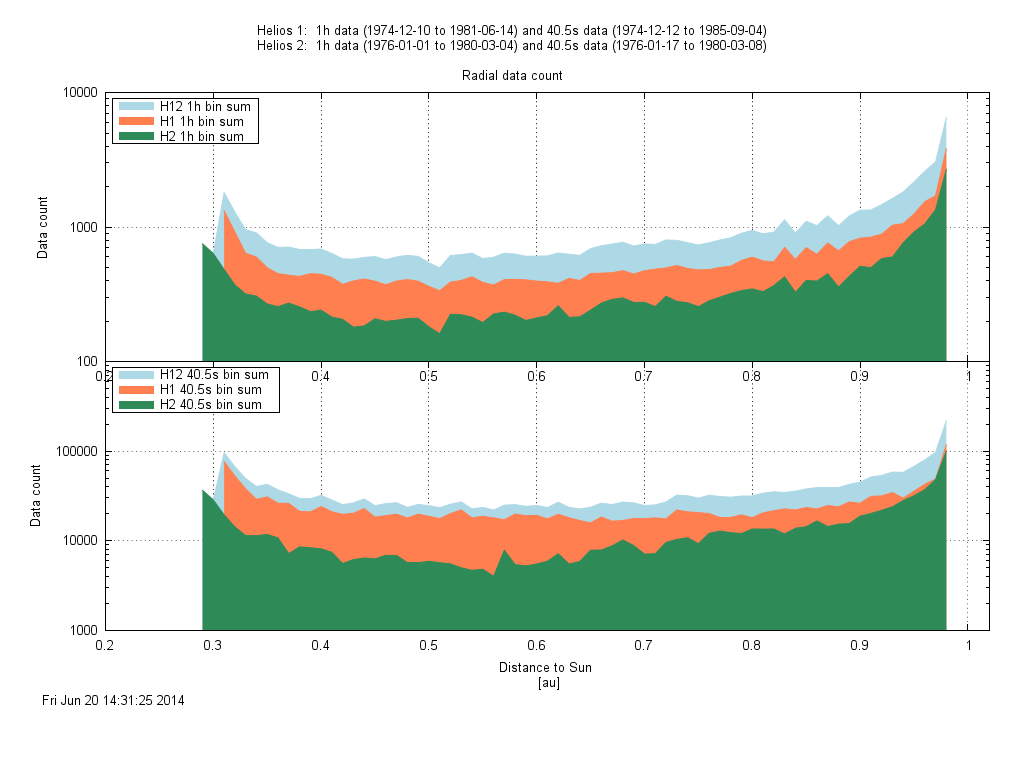 Helios 1:  1h data (1974-12-10 to 1981-06-14) and 40.5s data (1974-12-12 to 1985-09-04)
Helios 2:  1h data (1976-01-01 to 1980-03-04) and 40.5s data (1976-01-17 to 1980-03-08)
Radial data count
10000
H12 1h bin sum
H1 1h bin sum
H2 1h bin sum
Data count
1000
100
0.2 0.3 0.4 0.5 0.6 0.7 0.8 0.9 1
H12 40.5s bin sum
H1 40.5s bin sum
H2 40.5s bin sum
100000
Data count
10000
1000
0.2 0.3 0.4 0.5 0.6 0.7 0.8 0.9 1
Distance to Sun
[au]
Fri Jun 20 14:31:25 2014